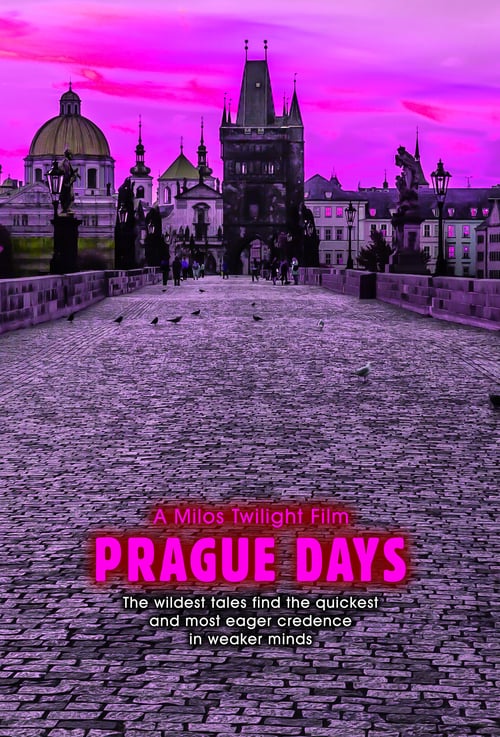 A Milos Twilight Film
PRAGUE DAYS
The wildest tales find the quickest
and most eager credence
in weaker minds